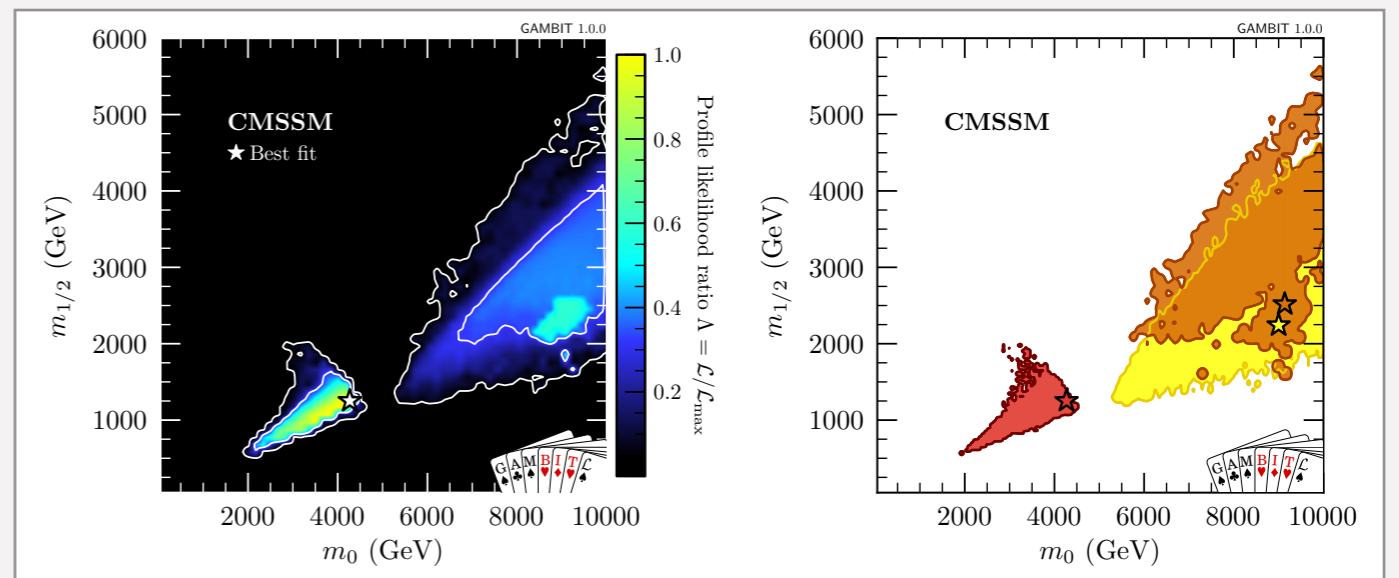 GAMBIT 1.0.0
6000
5000
4000
3000
2000
1000
m₁/₂ (GeV)
CMSSM
★ Best fit
2000 4000 6000 8000 10000
m₀ (GeV)
1.0
0.8
0.6
0.4
0.2
Profile likelihood ratio Λ = ℒ/ℒmax
G A M B I T ℒ
GAMBIT 1.0.0
6000
5000
4000
3000
2000
1000
m₁/₂ (GeV)
CMSSM
2000 4000 6000 8000 10000
m₀ (GeV)
G A M B I T ℒ